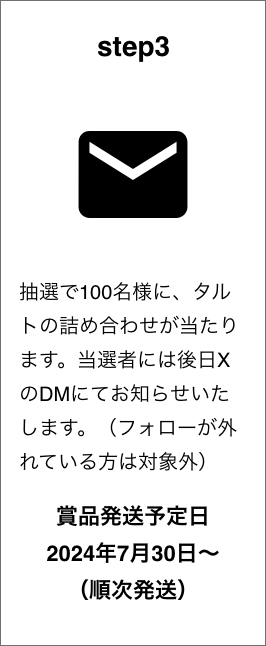 step3
抽選で100名様に、タル
トの詰め合わせが当たり
ます。当選者には後日X
のDMにてお知らせいた
します。（フォローが外
れている方は対象外）
賞品発送予定日
2024年7月30日〜
（順次発送）